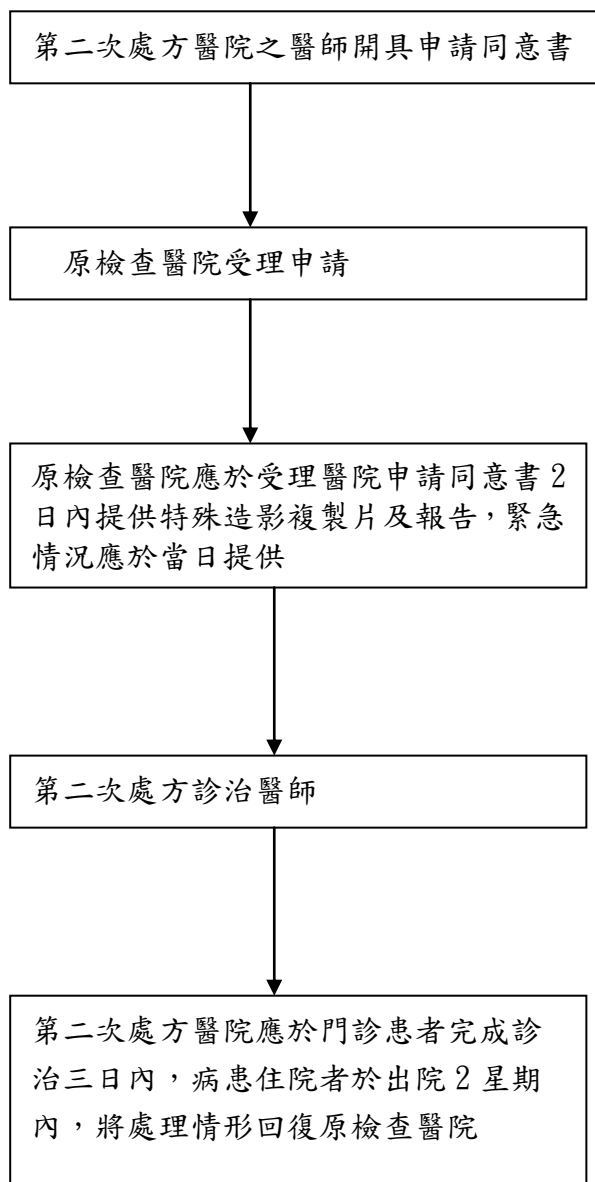 第二次處方醫院之醫師開具申請同意書
原檢查醫院受理申請
原檢查醫院應於受理醫院申請同意書2
日內提供特殊造影複製片及報告，緊急
情況應於當日提供
第二次處方診治醫師
第二次處方醫院應於門診患者完成診
治三日內，病患住院者於出院2星期
內，將處理情形回復原檢查醫院